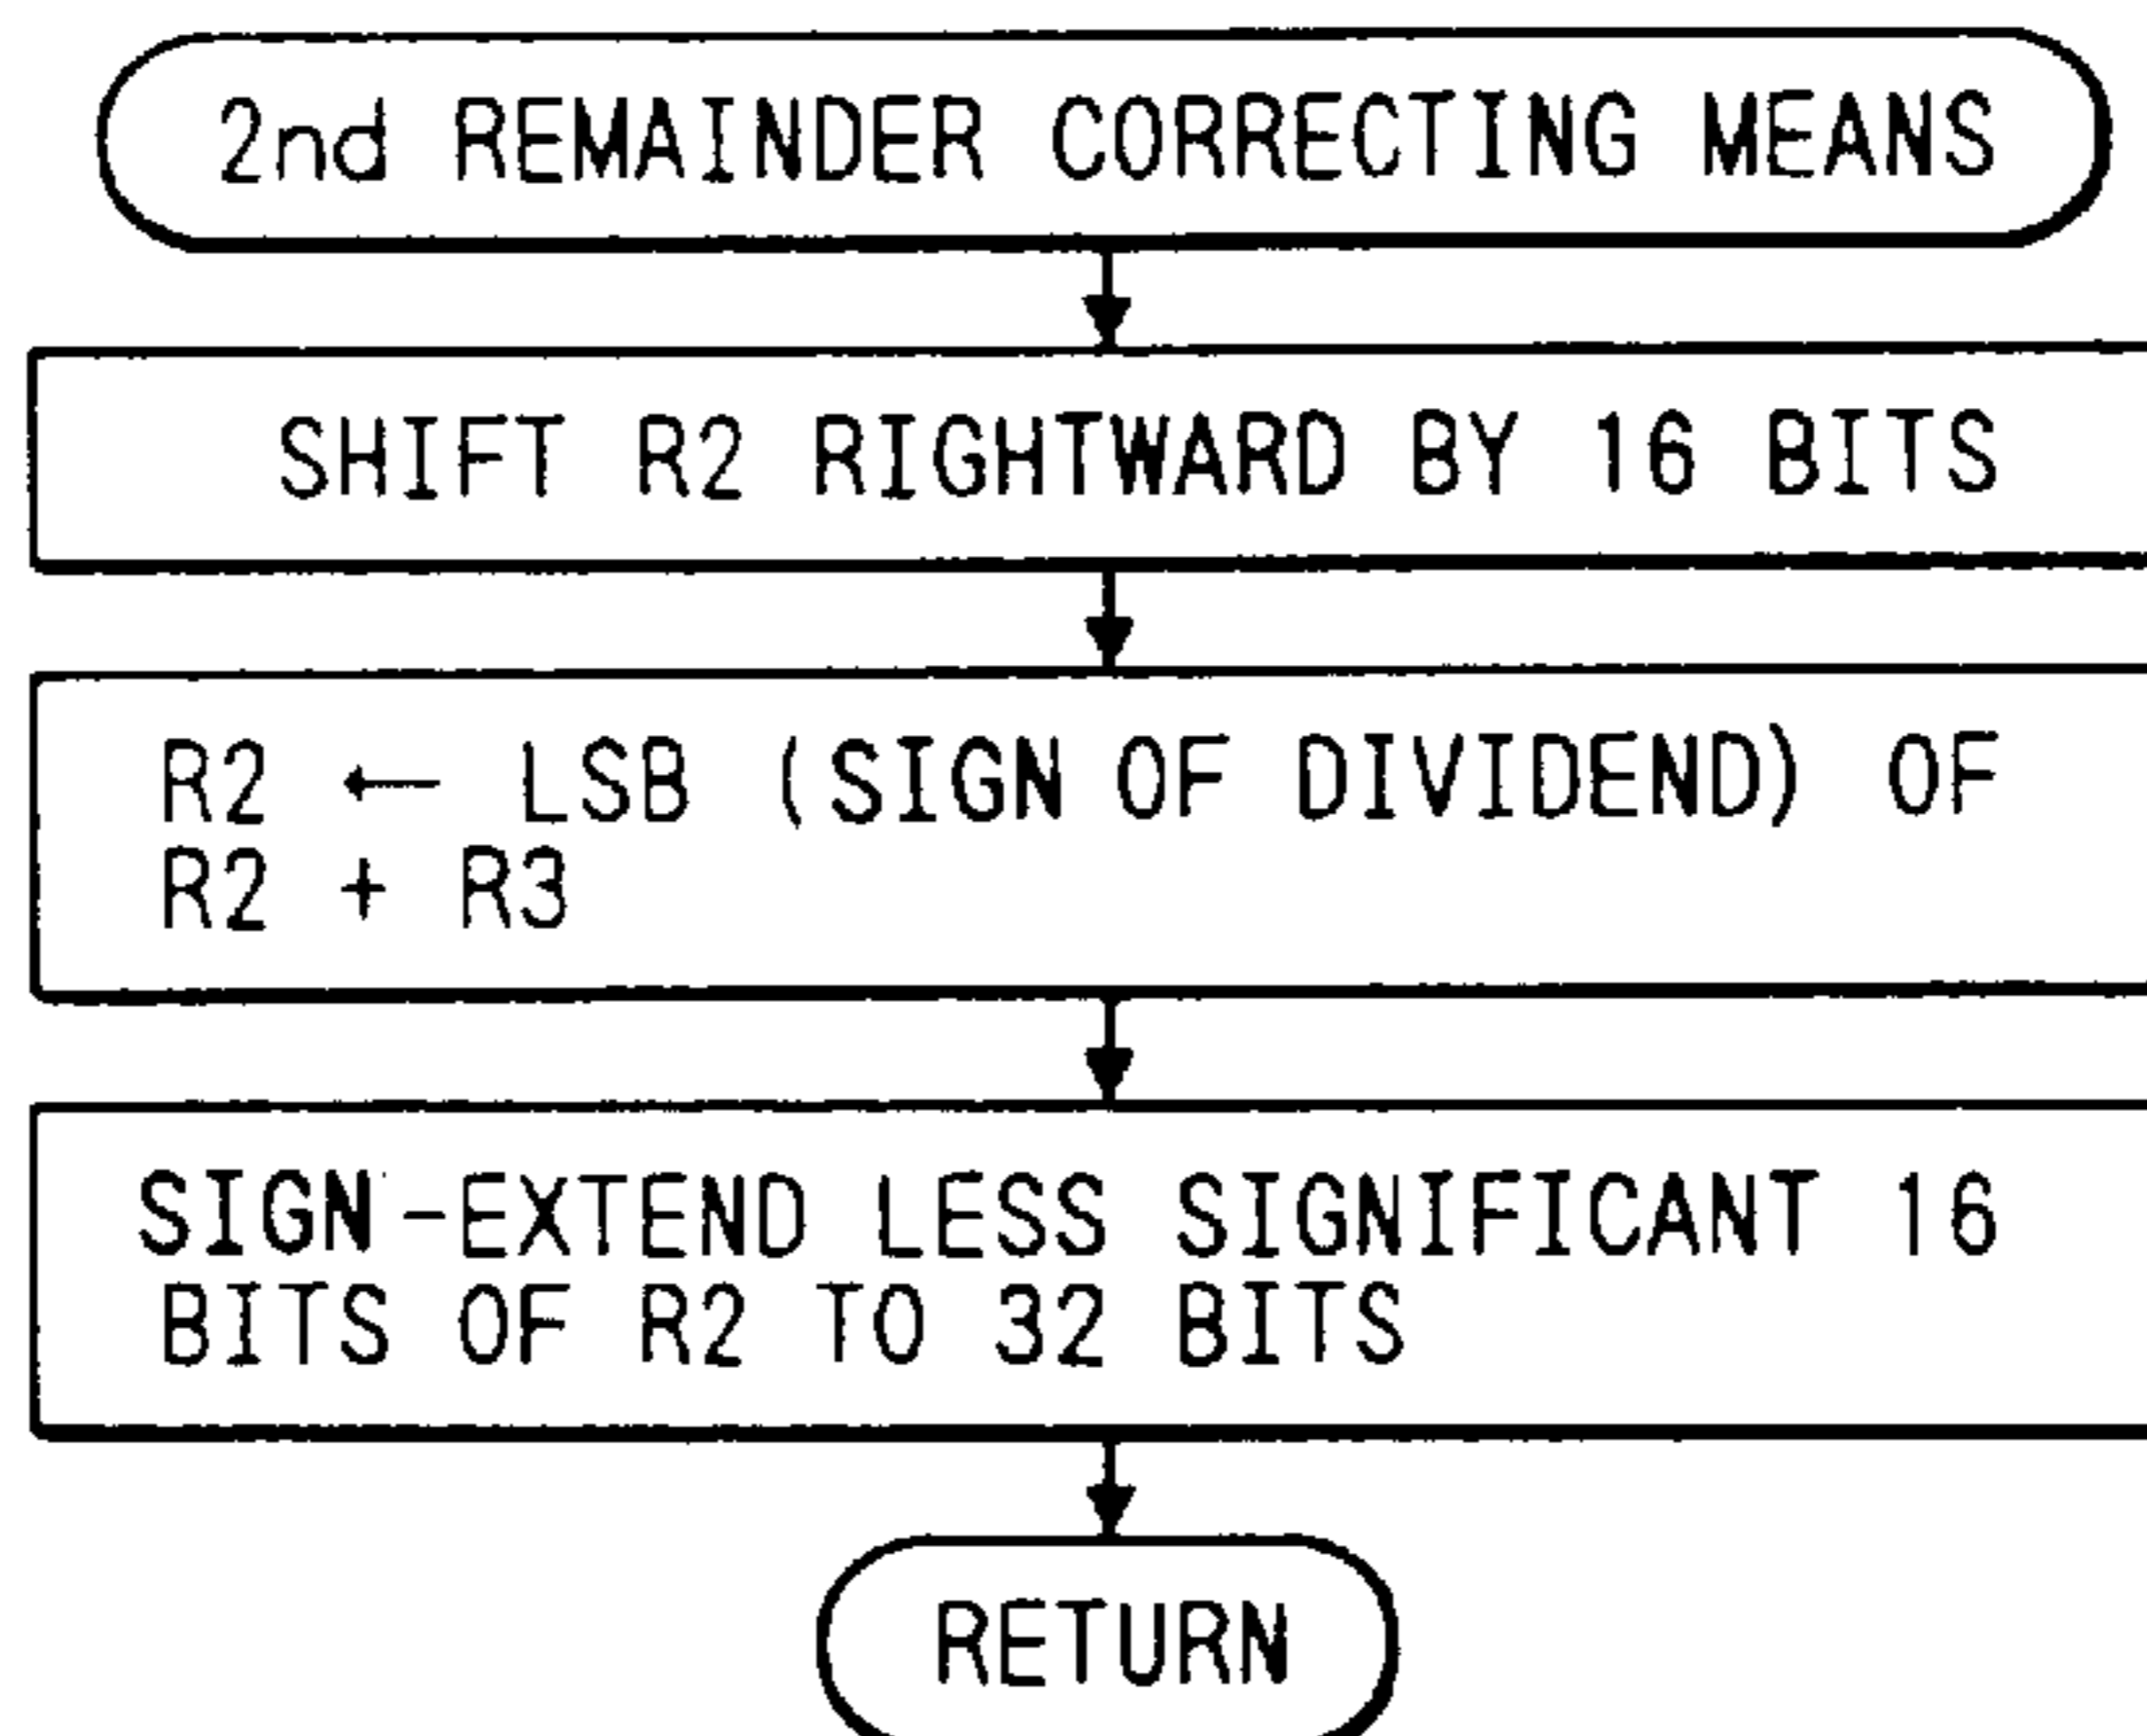 2nd REMAINDER CORRECTING MEANS
SHIFT R2 RIGHTWARD BY 16 BITS
R2 ← LSB (SIGN OF DIVIDEND) OF
R2 + R3
SIGN-EXTEND LESS SIGNIFICANT 16
BITS OF R2 TO 32 BITS
RETURN